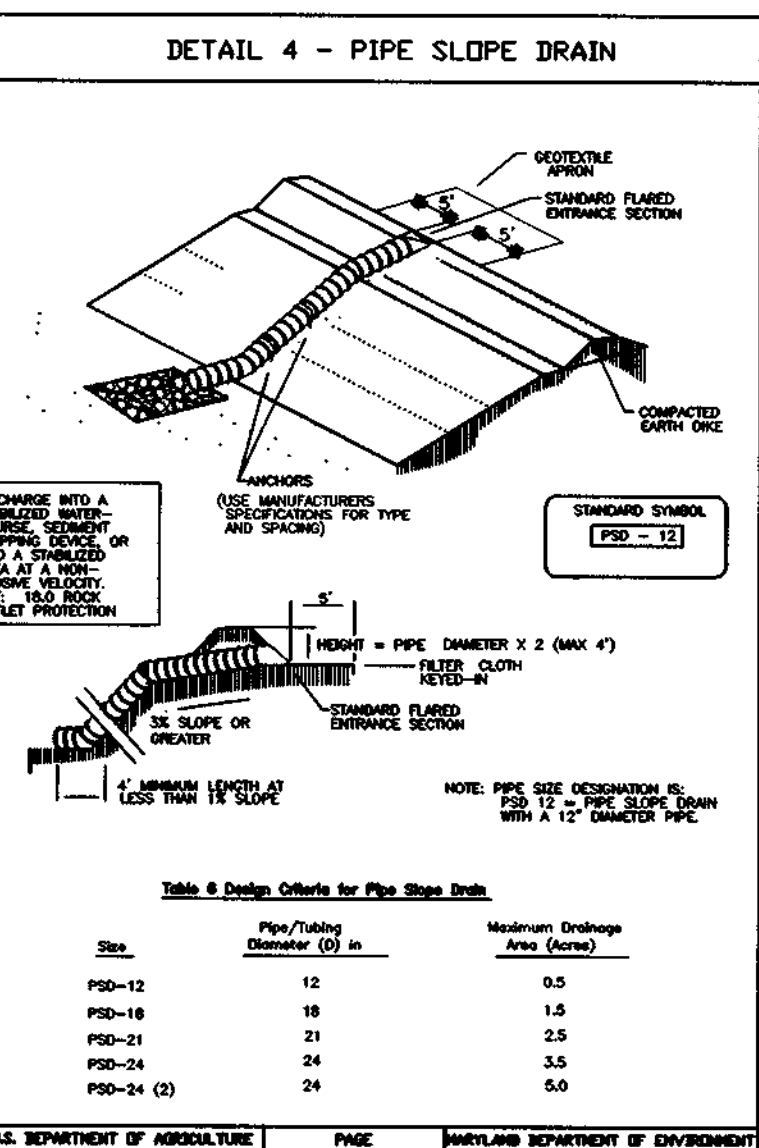 DETAIL 4 - PIPE SLOPE DRAIN
GEOTEXTILE
APRON
5'
STANDARD FLARED
ENTRANCE SECTION
5'
COMPACTED
EARTH DIKE
ANCHORS
(USE MANUFACTURERS
SPECIFICATIONS FOR TYPE
AND SPACING)
CHARGE INTO A
BILIZED WATER-
RSE, SEDIMENT
PPING DEVICE, OR
O A STABILIZED
A AT A NON-
OSIVE VELOCITY.
: 18.0 ROCK
LET PROTECTION
STANDARD SYMBOL
PSD - 12
5'
HEIGHT = PIPE DIAMETER X 2 (MAX 4')
FILTER CLOTH
KEYED-IN
STANDARD FLARED
ENTRANCE SECTION
3% SLOPE OR
GREATER
4' MINIMUM LENGTH AT
LESS THAN 1% SLOPE
NOTE: PIPE SIZE DESIGNATION IS:
PSD 12 = PIPE SLOPE DRAIN
WITH A 12" DIAMETER PIPE.
Table 6 Design Criteria for Pipe Slope Drain
Size Pipe/Tubing Diameter (D) in Maximum Drainage Area (Acres)
PSD-12 12 0.5
PSD-18 18 1.5
PSD-21 21 2.5
PSD-24 24 3.5
PSD-24 (2) 24 5.0
.S. DEPARTMENT OF AGRICULTURE PAGE MARYLAND DEPARTMENT OF ENVIRONMENT